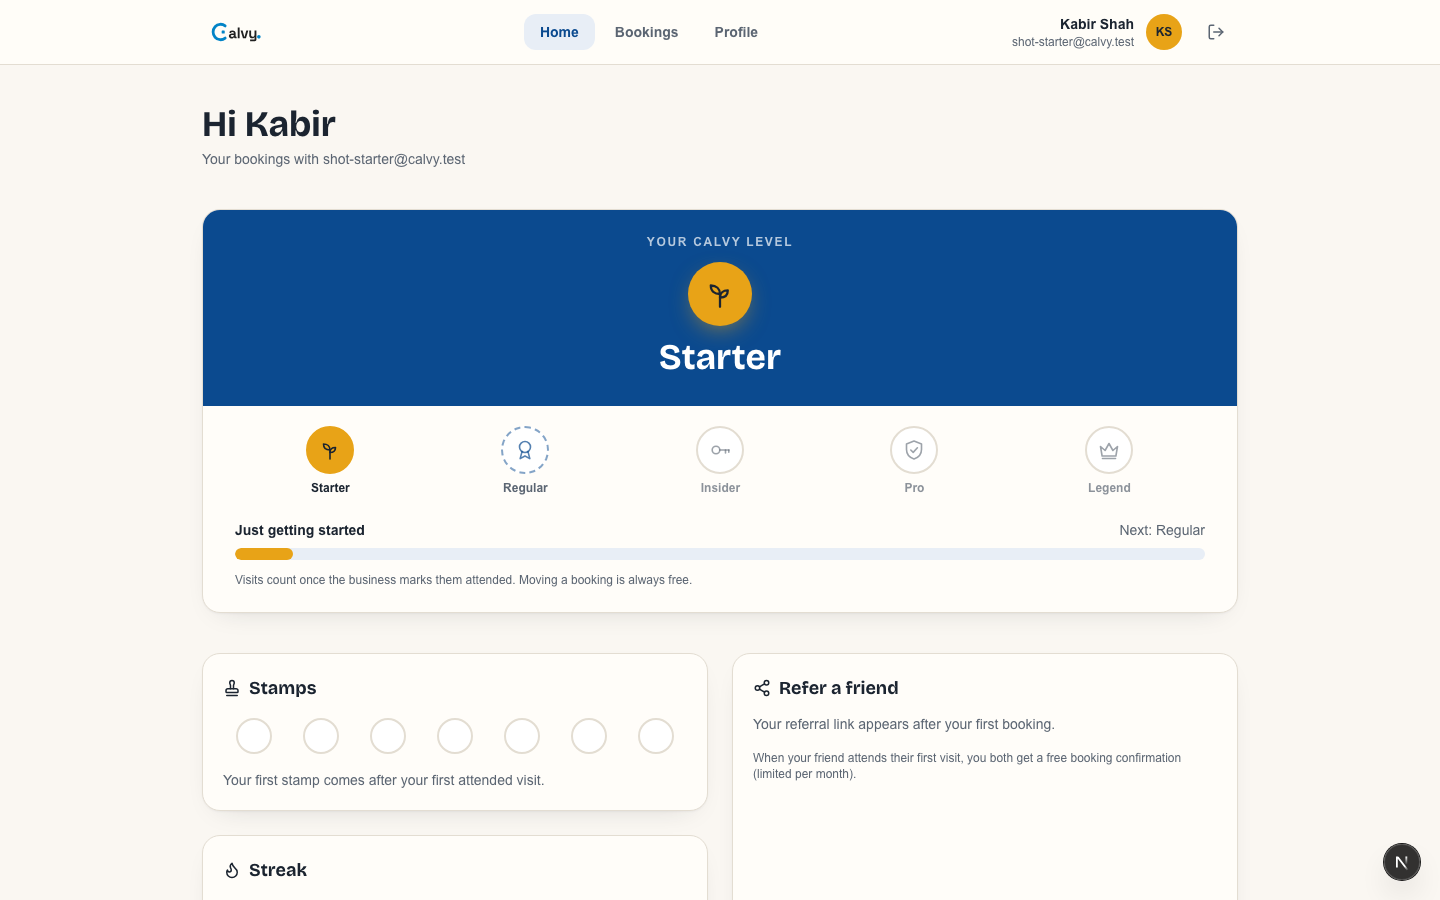 Calvy.
Home
Bookings
Profile
Kabir Shah
shot-starter@calvy.test
KS
Hi Kabir
Your bookings with shot-starter@calvy.test
YOUR CALVY LEVEL
Starter
Starter
Regular
Insider
Pro
Legend
Just getting started
Next: Regular
Visits count once the business marks them attended. Moving a booking is always free.
Stamps
Your first stamp comes after your first attended visit.
Refer a friend
Your referral link appears after your first booking.
When your friend attends their first visit, you both get a free booking confirmation
(limited per month).
Streak
N